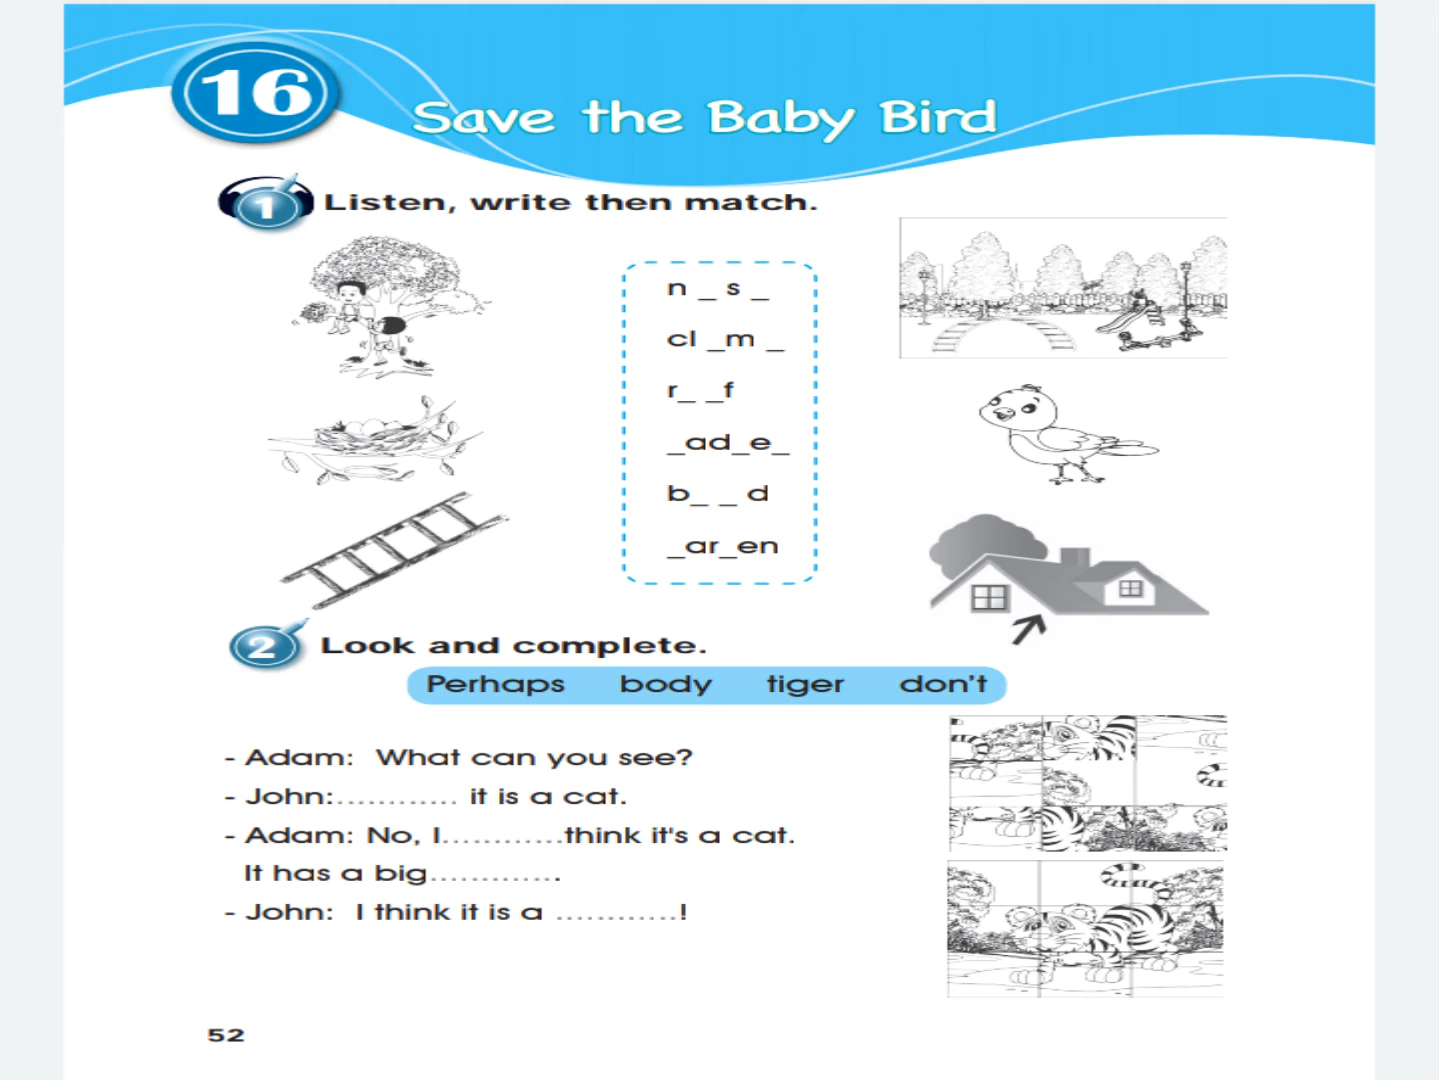 16
Save the Baby Bird
1 Listen, write then match.
n _ s _
cl _m _
r_ _f
_ad_e_
b_ _ d
_ar_en
2 Look and complete.
Perhaps body tiger don't
- Adam: What can you see?
- John:............ it is a cat.
- Adam: No, I............think it's a cat.
It has a big.............
- John: I think it is a ............!
52